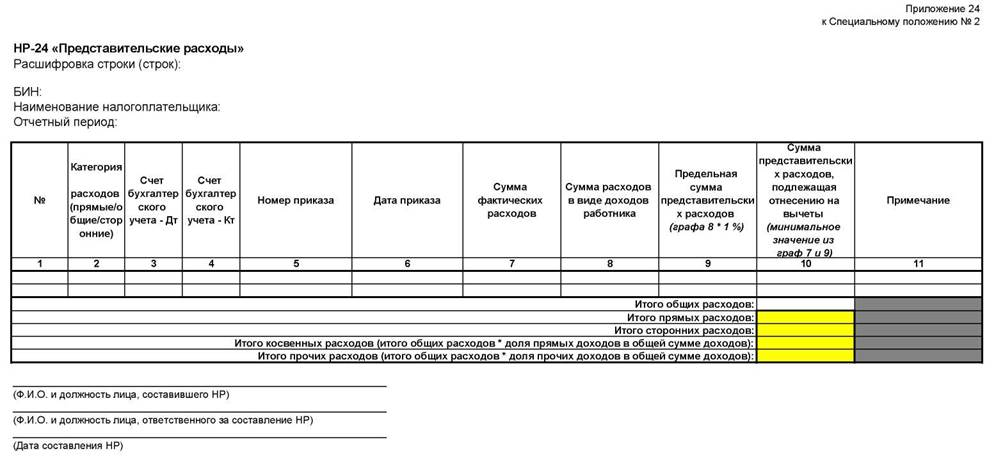 Приложение 24
к Специальному положению № 2
НР-24 «Представительские расходы»
Расшифровка строки (строк):
БИН:
Наименование налогоплательщика:
Отчетный период:
№
Категория
расходов
(прямые/о
бщие/стор
онние)
Счет
бухгалтер
ского
учета - Дт
Счет
бухгалтер
ского
учета - Кт
Номер приказа
Дата приказа
Сумма
фактических
расходов
Сумма расходов
в виде доходов
работника
Предельная
сумма
представительски
х расходов
(графа 8 * 1 %)
Сумма
представительски
х расходов,
подлежащая
отнесению на
вычеты
(минимальное
значение из
граф 7 и 9)
Примечание
1 2 3 4 5 6 7 8 9 10 11
Итого общих расходов:
Итого прямых расходов:
Итого сторонних расходов:
Итого косвенных расходов (итого общих расходов * доля прямых доходов в общей сумме доходов):
Итого прочих расходов (итого общих расходов * доля прочих доходов в общей сумме доходов):
(Ф.И.О. и должность лица, составившего НР)
(Ф.И.О. и должность лица, ответственного за составление НР)
(Дата составления НР)